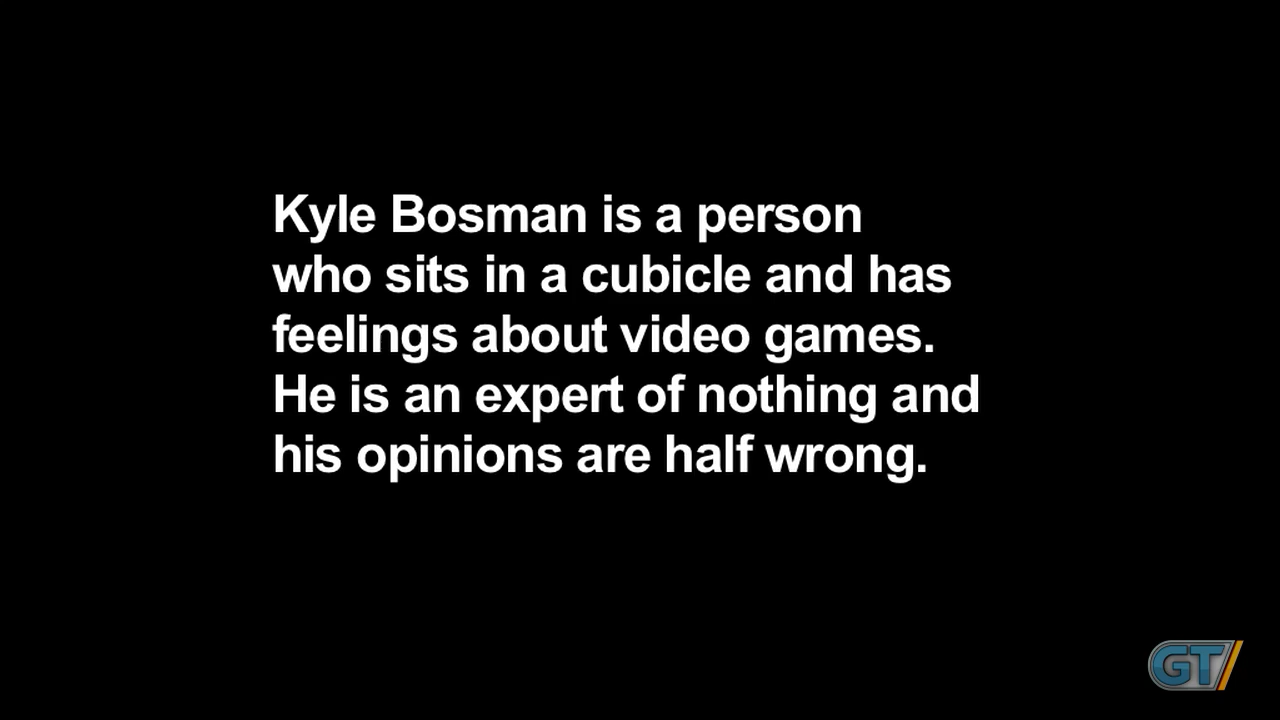 Kyle Bosman is a person
who sits in a cubicle and has
feelings about video games.
He is an expert of nothing and
his opinions are half wrong.
GT